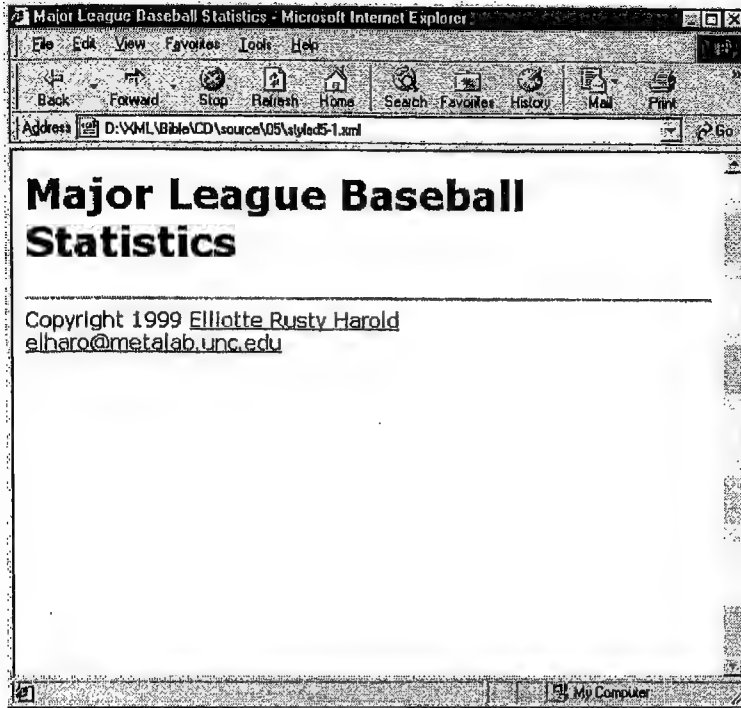 Major League Baseball Statistics - Microsoft Internet Explorer
File Edit View Favorites Tools Help
Back Forward Stop Refresh Home Search Favorites History Mail Print
Address D:\XML\Bible\CD\source\05\styled5-1.xml Go
Major League Baseball
Statistics
Copyright 1999 Elliotte Rusty Harold
elharo@metalab.unc.edu
My Computer